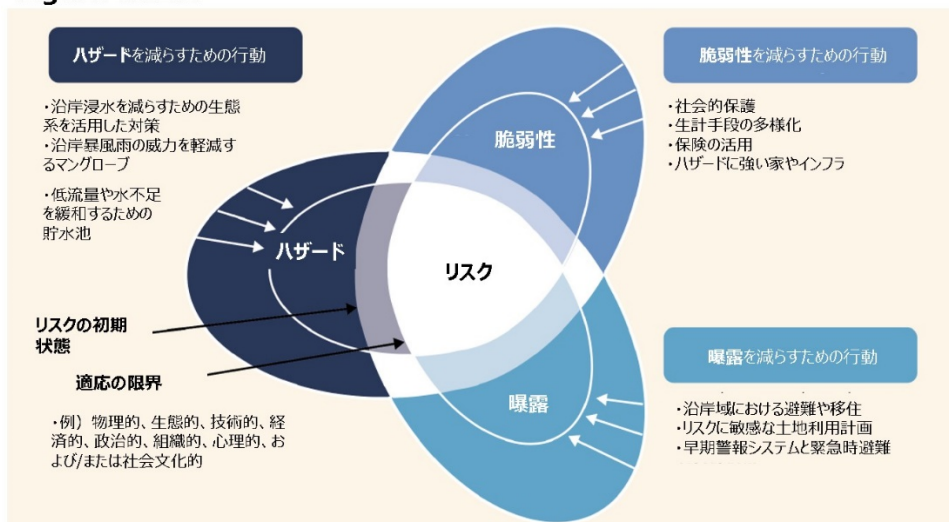 ハザードを減らすための行動
・沿岸浸水を減らすための生態
系を活用した対策
・沿岸暴風雨の威力を軽減す
るマングローブ
・低流量や水不足
を緩和するための
貯水池
脆弱性を減らすための行動
・社会的保護
・生計手段の多様化
・保険の活用
・ハザードに強い家やインフラ
脆弱性
ハザード
リスク
曝露
リスクの初期
状態
適応の限界
・例）物理的、生態的、技術的、経
済的、政治的、組織的、心理的、お
よび/または社会文化的
曝露を減らすための行動
・沿岸域における避難や移住
・リスクに敏感な土地利用計画
・早期警報システムと緊急時避難